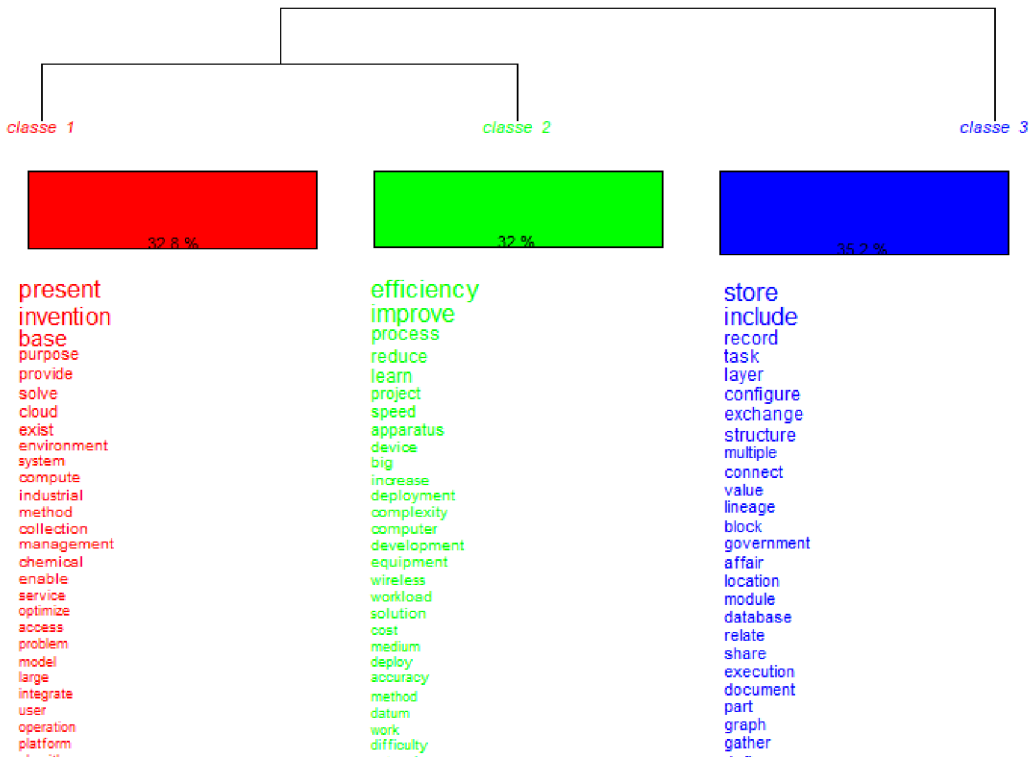 classe 1
classe 2
classe 3
32.8 %
32 %
35.2 %
present
invention
base
purpose
provide
solve
cloud
exist
environment
system
compute
industrial
method
collection
management
chemical
enable
service
optimize
access
problem
model
large
integrate
user
operation
platform
efficiency
improve
process
reduce
learn
project
speed
apparatus
device
big
increase
deployment
complexity
computer
development
equipment
wireless
workload
solution
cost
medium
deploy
accuracy
method
datum
work
difficulty
store
include
record
task
layer
configure
exchange
structure
multiple
connect
value
lineage
block
government
affair
location
module
database
relate
share
execution
document
part
graph
gather